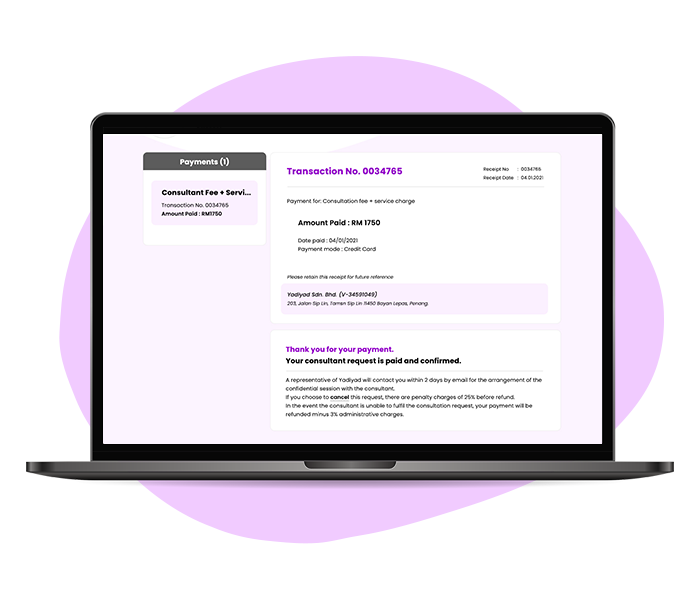 Payments (1)
Consultant Fee + Servi...
Transaction No. 0034765
Amount Paid : RM1750
Transaction No. 0034765
Receipt No : 0034765
Receipt Date : 04.01.2021
Payment for: Consultation fee + service charge
Amount Paid : RM 1750
Date paid : 04/01/2021
Payment mode : Credit Card
Please retain this receipt for future reference
Yadiyad Sdn. Bhd. (V-34591049)
203, Jalan Sip Lin, Taman Sip Lin 11450 Bayan Lepas, Penang.
Thank you for your payment.
Your consultant request is paid and confirmed.
A representative of Yadiyad will contact you within 2 days by email for the arrangement of the
confidential session with the consultant.
If you choose to cancel this request, there are penalty charges of 25% before refund.
In the event the consultant is unable to fulfil the consultation request, your payment will be
refunded minus 3% administrative charges.